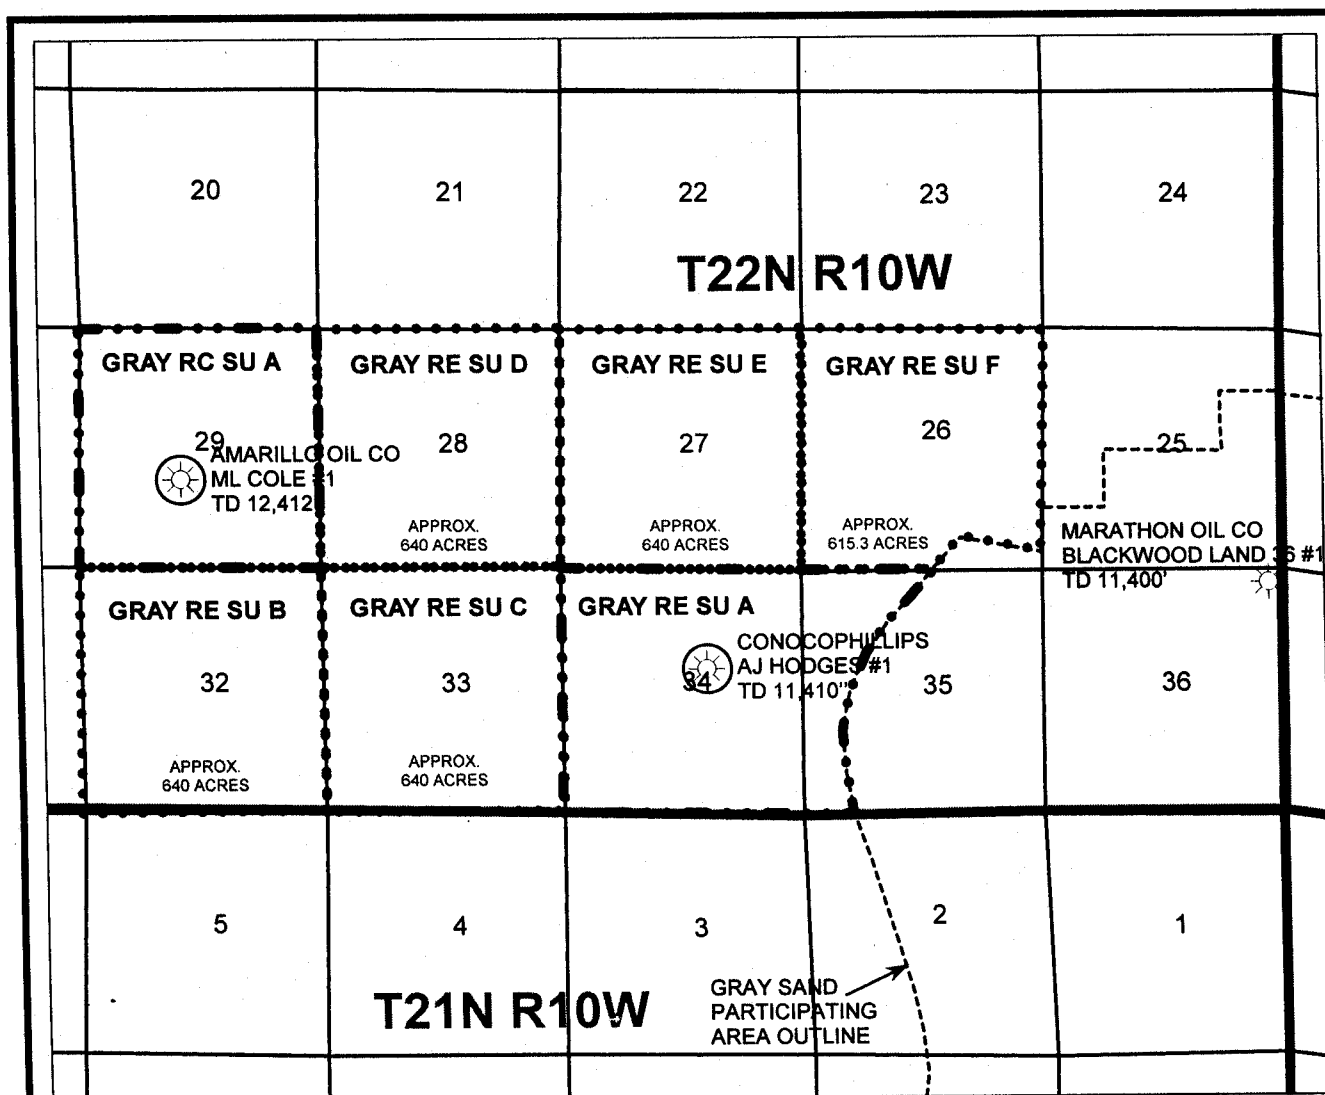 20
21
22
23
24
T22N R10W
GRAY RC SU A
GRAY RE SU D
GRAY RE SU E
GRAY RE SU F
29
28
27
26
25
AMARILLO OIL CO
ML COLE #1
TD 12,412'
APPROX.
640 ACRES
APPROX.
640 ACRES
APPROX.
615.3 ACRES
MARATHON OIL CO
BLACKWOOD LAND 36 #1
TD 11,400'
GRAY RE SU B
GRAY RE SU C
GRAY RE SU A
CONOCOPHILLIPS
AJ HODGES #1
TD 11,410"
32
33
34
35
36
APPROX.
640 ACRES
APPROX.
640 ACRES
5
4
3
2
1
GRAY SAND
PARTICIPATING
AREA OUTLINE
T21N R10W